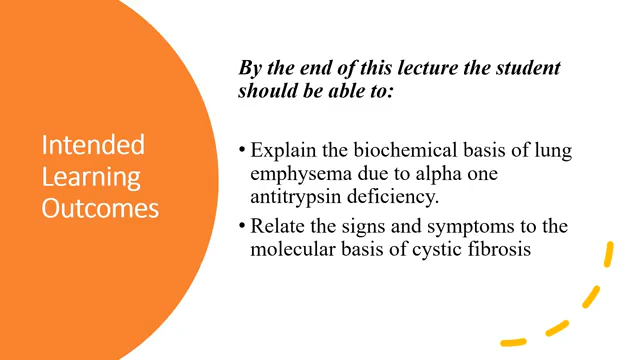 Intended
Learning
Outcomes
By the end of this lecture the student
should be able to:
• Explain the biochemical basis of lung
emphysema due to alpha one
antitrypsin deficiency.
• Relate the signs and symptoms to the
molecular basis of cystic fibrosis